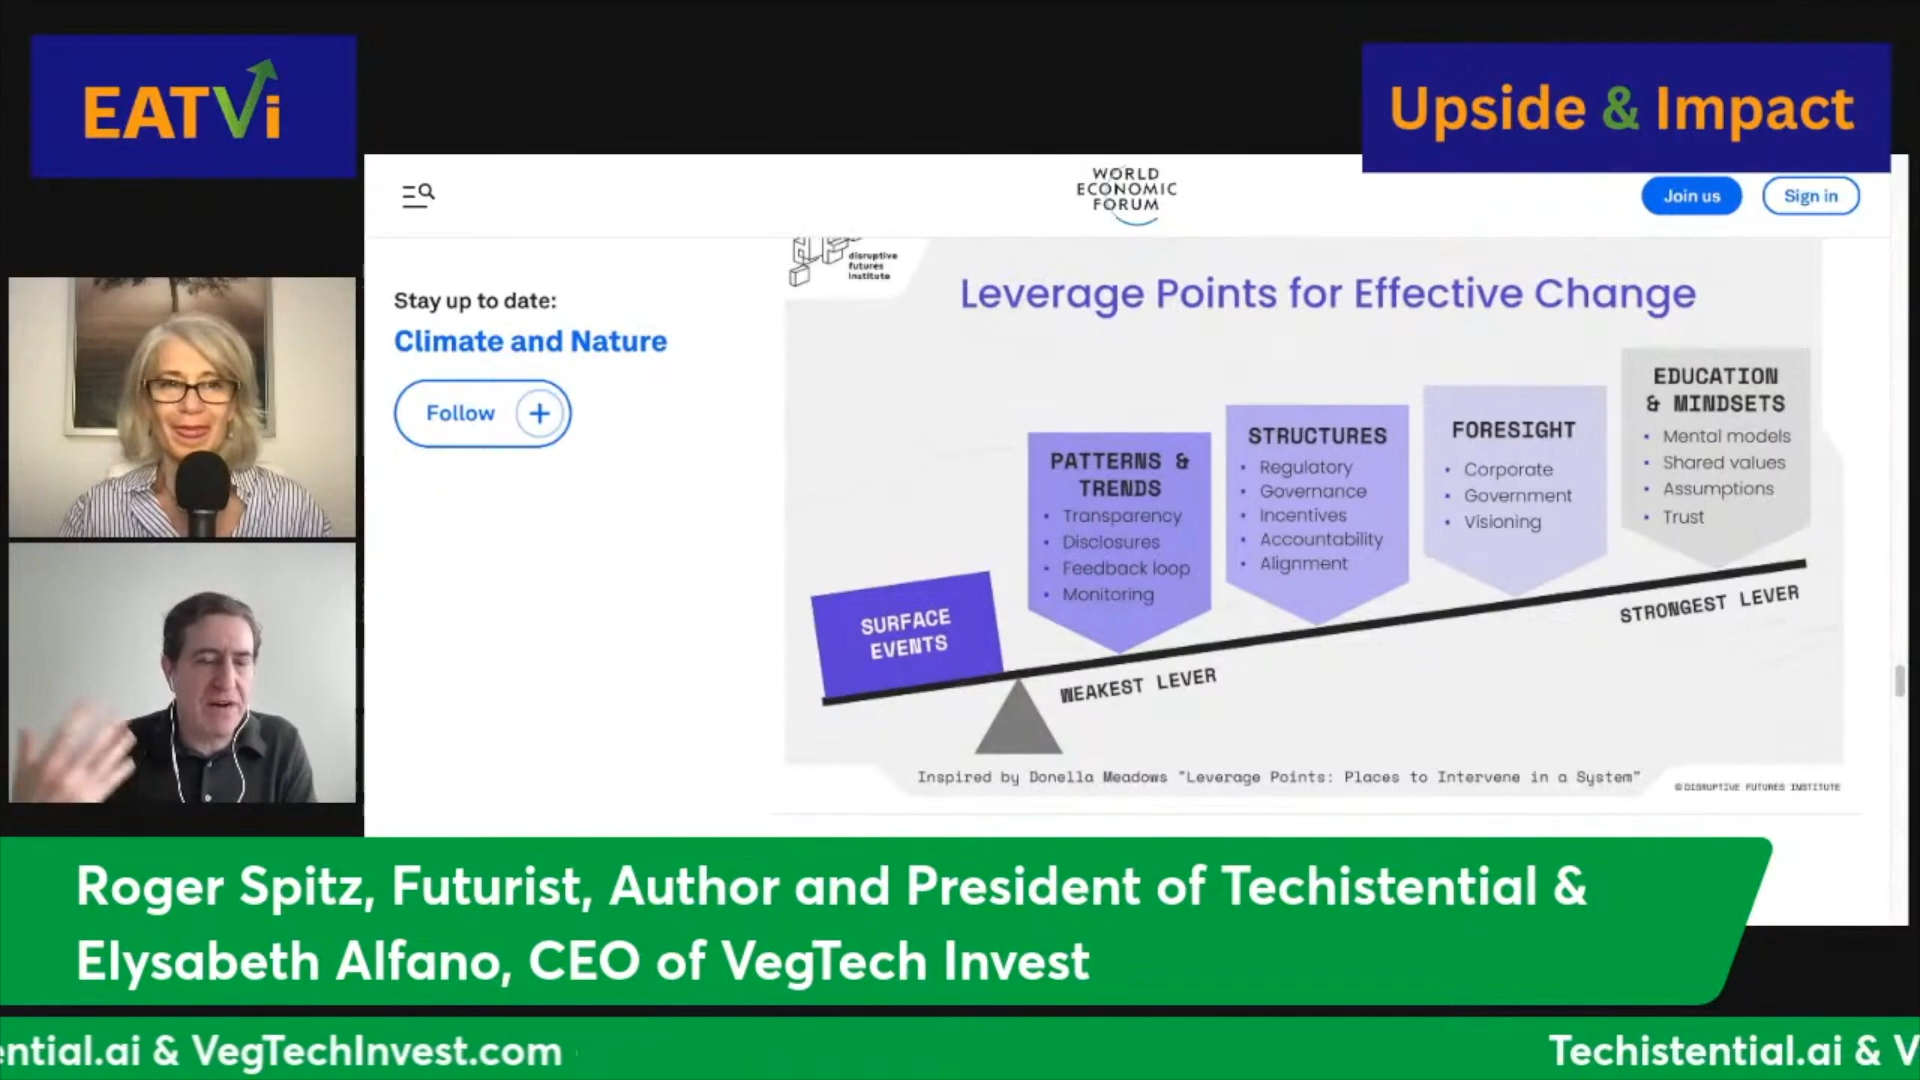 EATVi
Upside & Impact
WORLD
ECONOMIC
FORUM
Join us
Sign in
Stay up to date:
Climate and Nature
Follow
disruptive
futures
institute
Leverage Points for Effective Change
SURFACE
EVENTS
PATTERNS &
TRENDS
• Transparency
• Disclosures
• Feedback loop
• Monitoring
STRUCTURES
• Regulatory
• Governance
• Incentives
• Accountability
• Alignment
FORESIGHT
• Corporate
• Government
• Visioning
EDUCATION
& MINDSETS
• Mental models
• Shared values
• Assumptions
• Trust
WEAKEST LEVER
STRONGEST LEVER
Inspired by Donella Meadows "Leverage Points: Places to Intervene in a System"
© DISRUPTIVE FUTURES INSTITUTE
Roger Spitz, Futurist, Author and President of Techistential &
Elysabeth Alfano, CEO of VegTech Invest
ential.ai & VegTechInvest.com
Techistential.ai & V